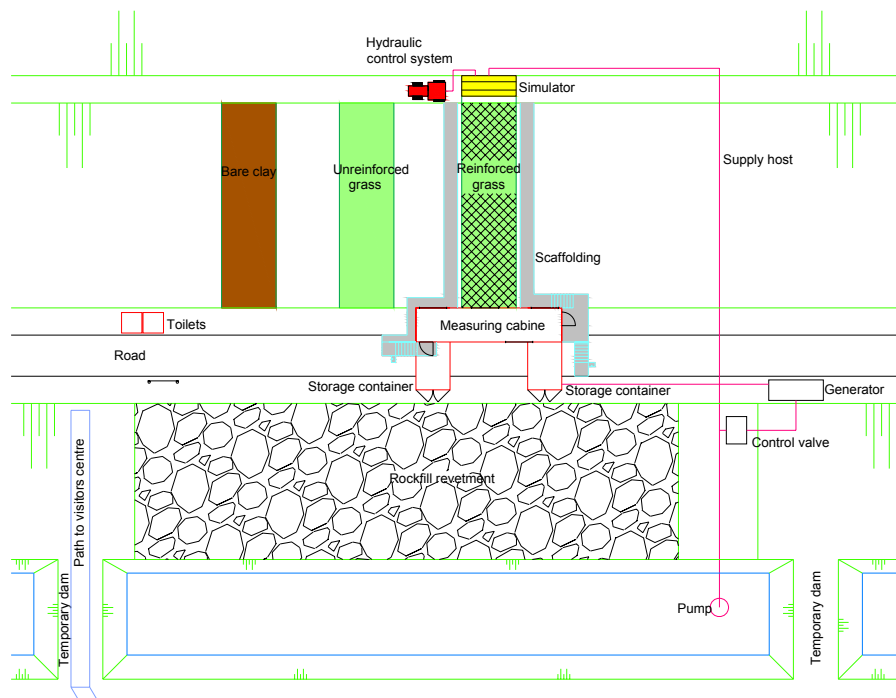 Hydraulic
control system
Simulator
Bare clay
Unreinforced
grass
Reinforced
grass
Supply host
Scaffolding
Toilets
Measuring cabine
Road
Storage container
Storage container
Generator
Control valve
Rockfill revetment
Path to visitors centre
Temporary dam
Pump
Temporary dam